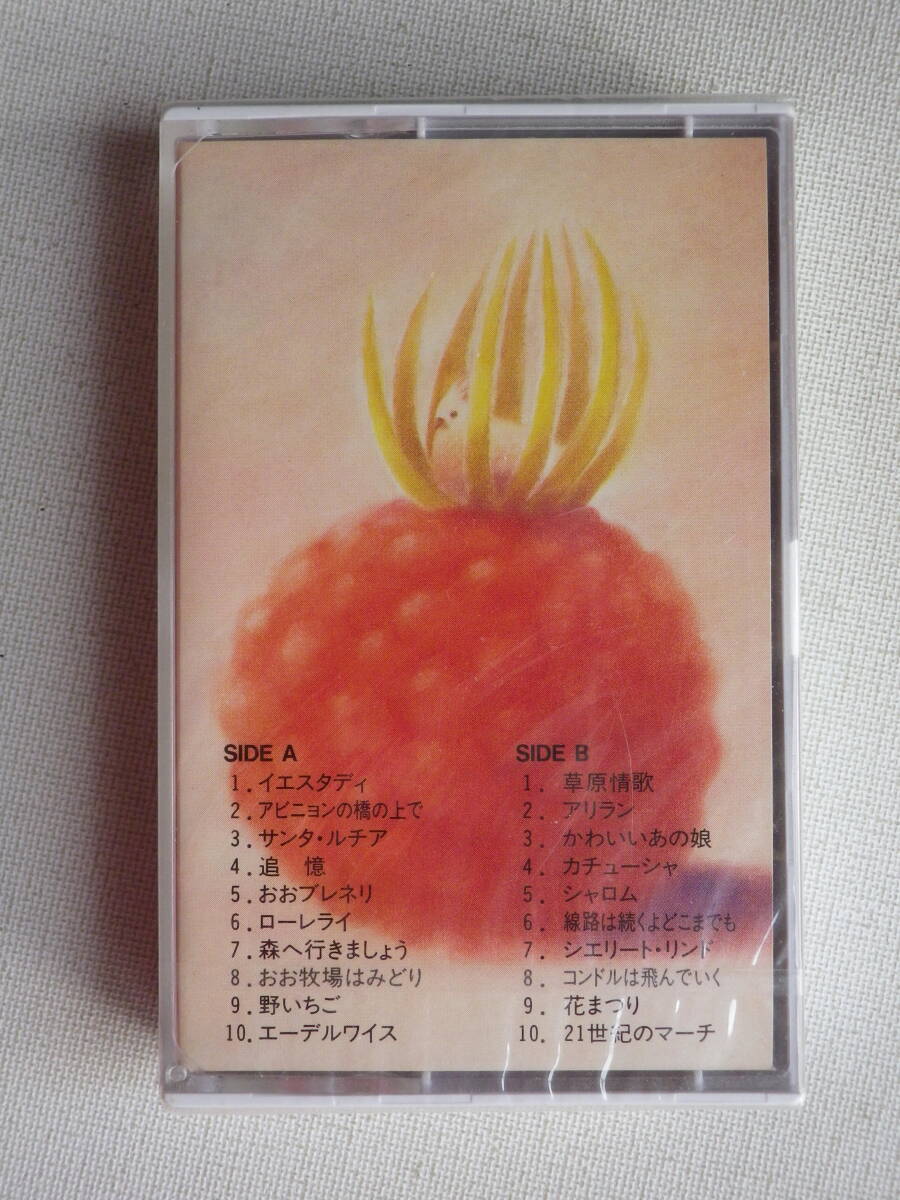 SIDE A
1. イエスタディ
2. アビニョンの橋の上で
3. サンタ・ルチア
4. 追 憶
5. おおブレネリ
6. ローレライ
7. 森へ行きましょう
8. おお牧場はみどり
9. 野いちご
10. エーデルワイス
SIDE B
1. 草原情歌
2. アリラン
3. かわいいあの娘
4. カチューシャ
5. シャロム
6. 線路は続くよどこまでも
7. シエリート・リンド
8. コンドルは飛んでいく
9. 花まつり
10. 21世紀のマーチ